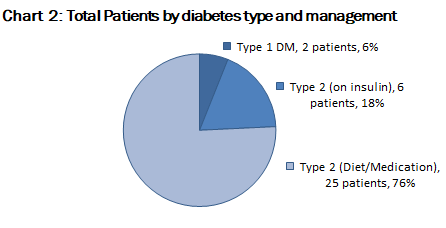 Chart 2: Total Patients by diabetes type and management
Type 1 DM, 2 patients, 6%
Type 2 (on insulin), 6
patients, 18%
Type 2 (Diet/Medication),
25 patients, 76%